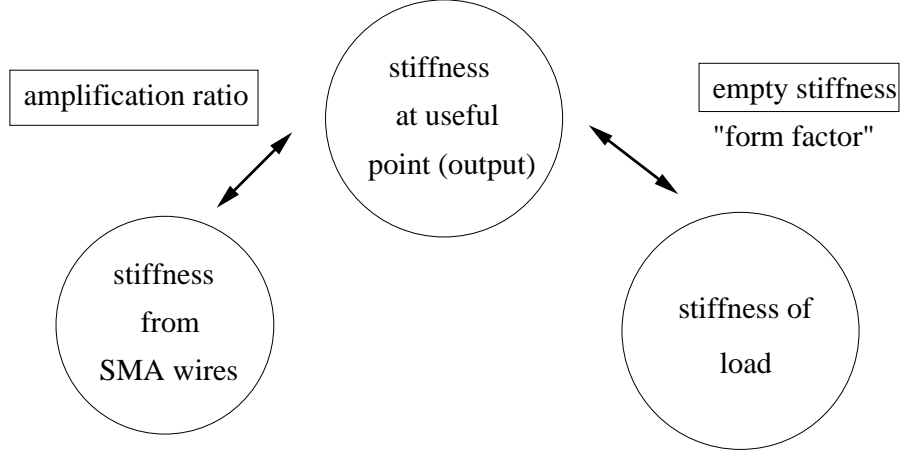 amplification ratio
stiffness
at useful
point (output)
empty stiffness
"form factor"
stiffness
from
SMA wires
stiffness of
load